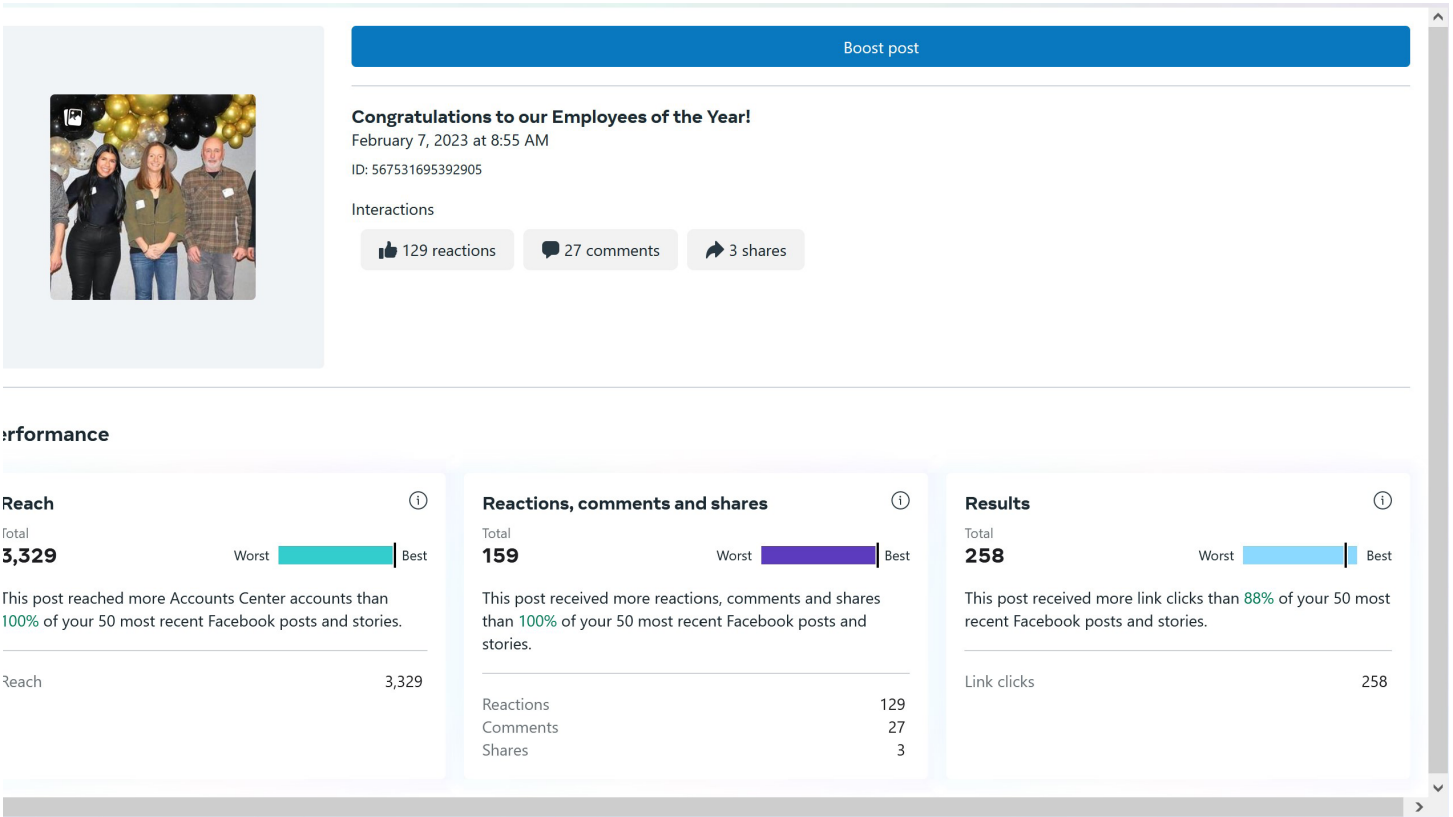 Boost post
Congratulations to our Employees of the Year!
February 7, 2023 at 8:55 AM
ID: 567531695392905
Interactions
129 reactions
27 comments
3 shares
erformance
Reach
Total
3,329
Worst
Best
This post reached more Accounts Center accounts than
100% of your 50 most recent Facebook posts and stories.
Reach 3,329
Reactions, comments and shares
Total
159
Worst
Best
This post received more reactions, comments and shares
than 100% of your 50 most recent Facebook posts and
stories.
Reactions 129
Comments 27
Shares 3
Results
Total
258
Worst
Best
This post received more link clicks than 88% of your 50 most
recent Facebook posts and stories.
Link clicks 258